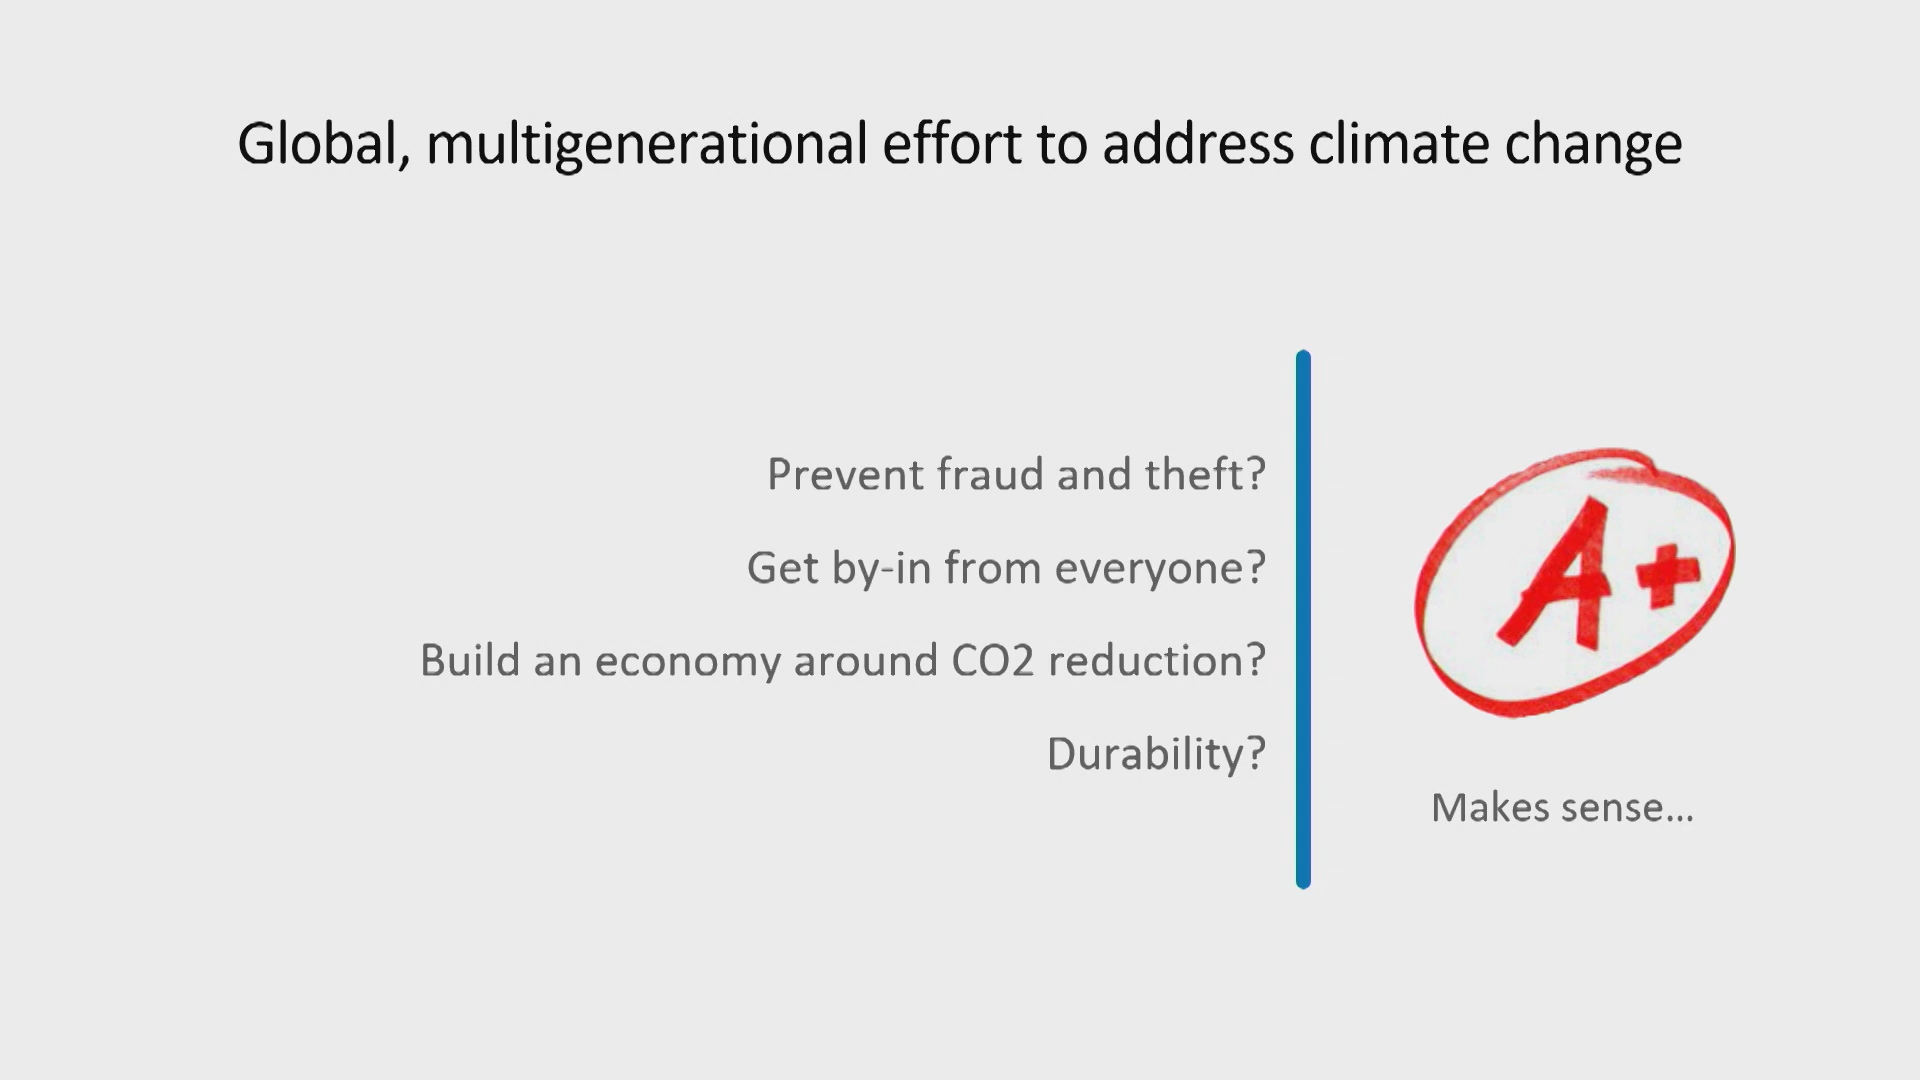 Global, multigenerational effort to address climate change
Prevent fraud and theft?
Get by-in from everyone?
Build an economy around CO2 reduction?
Durability?
A+
Makes sense...